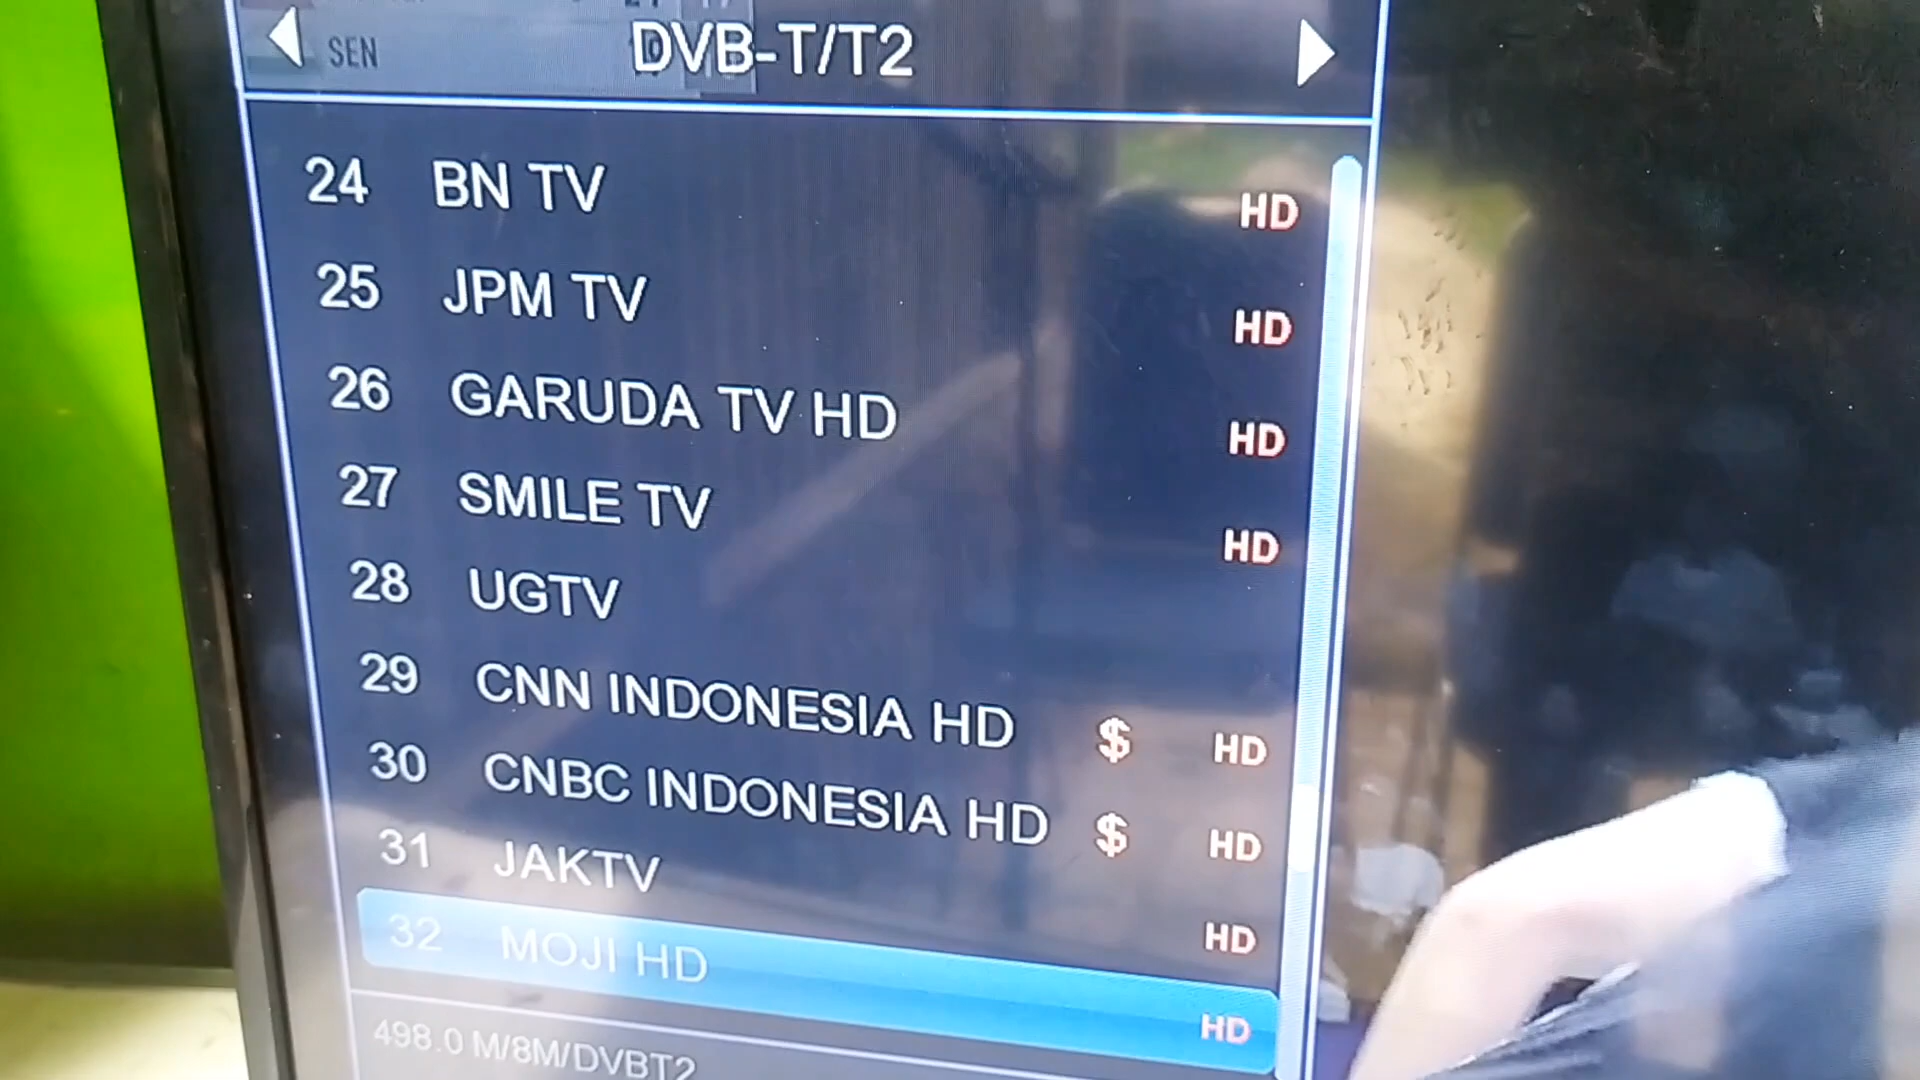 SEN
DVB-T/T2
24 BN TV HD
25 JPM TV HD
26 GARUDA TV HD HD
27 SMILE TV HD
28 UGTV
29 CNN INDONESIA HD $ HD
30 CNBC INDONESIA HD $ HD
31 JAKTV HD
32 MOJI HD HD
498.0 M/8M/DVBT2